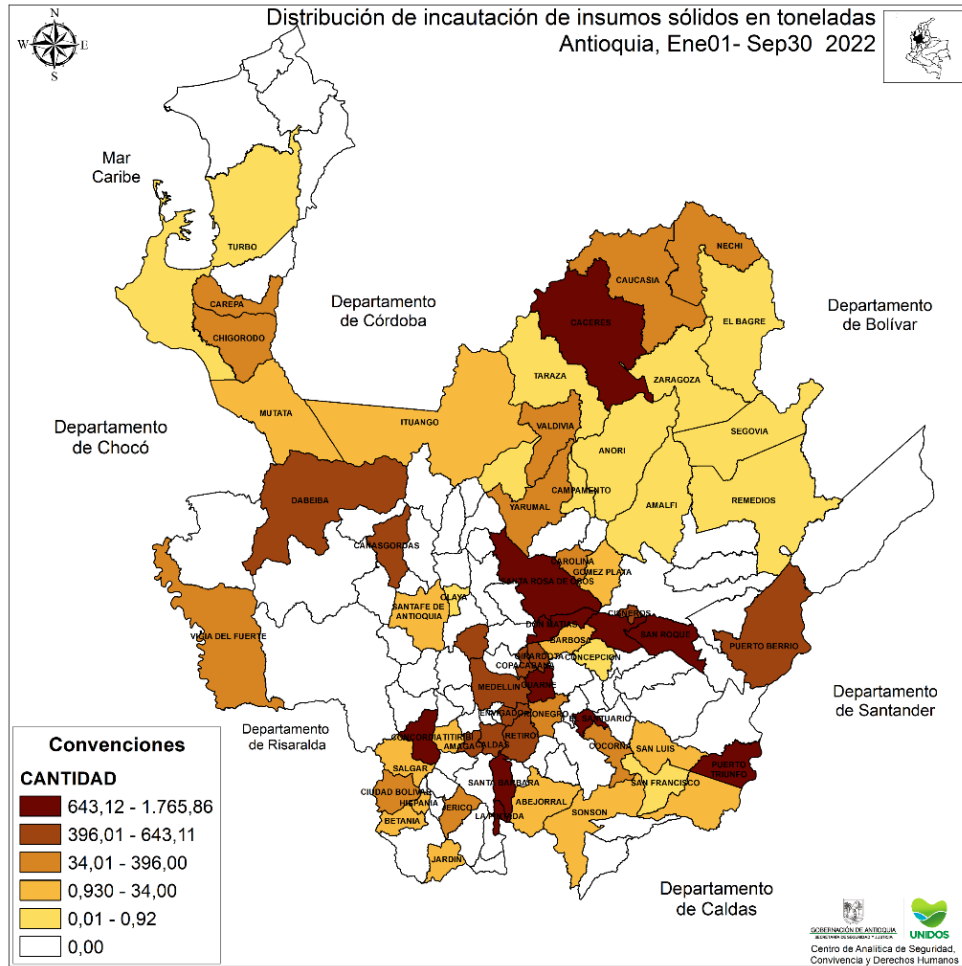 Distribución de incautación de insumos sólidos en toneladas
Antioquia, Ene01- Sep30 2022
N
W
E
S
Mar
Caribe
TURBO
NECHI
CAREPA
Departamento
de Córdoba
CAUCASIA
Departamento
de Bolívar
CACERES
EL BAGRE
CHIGORODO
TARAZA
ZARAGOZA
MUTATA
ITUANGO
VALDIVIA
Departamento
de Chocó
SEGOVIA
ANORI
DABEIBA
CAMPAMENTO
REMEDIOS
YARUMAL
AMALFI
CAÑASGORDAS
CAROLINA
GOMEZ PLATA
SANTA ROSA DE OSOS
OLAYA
SANTAFE DE
ANTIOQUIA
CISNEROS
DON MATIAS
SAN ROQUE
VIGIA DEL FUERTE
BARBOSA
PUERTO BERRIO
GIRARDOTA
CONCEPCION
COPACABANA
GUARNE
MEDELLIN
Departamento
de Santander
ENVIGADO
RIONEGRO
EL SANTUARIO
Departamento
de Risaralda
CONCORDIA
TITIRIBI
AMAGA
CALDAS
RETIRO
COCORNA
SAN LUIS
SALGAR
PUERTO
TRIUNFO
SANTA BARBARA
SAN FRANCISCO
CIUDAD BOLIVAR
HISPANIA
JERICO
LA PINTADA
ABEJORRAL
SONSON
BETANIA
JARDIN
Departamento
de Caldas
Convenciones
CANTIDAD
643,12 - 1.765,86
396,01 - 643,11
34,01 - 396,00
0,930 - 34,00
0,01 - 0,92
0,00
GOBERNACIÓN DE ANTIOQUIA
SECRETARÍA DE SEGURIDAD Y JUSTICIA
UNIDOS
Centro de Analítica de Seguridad,
Convivencia y Derechos Humanos